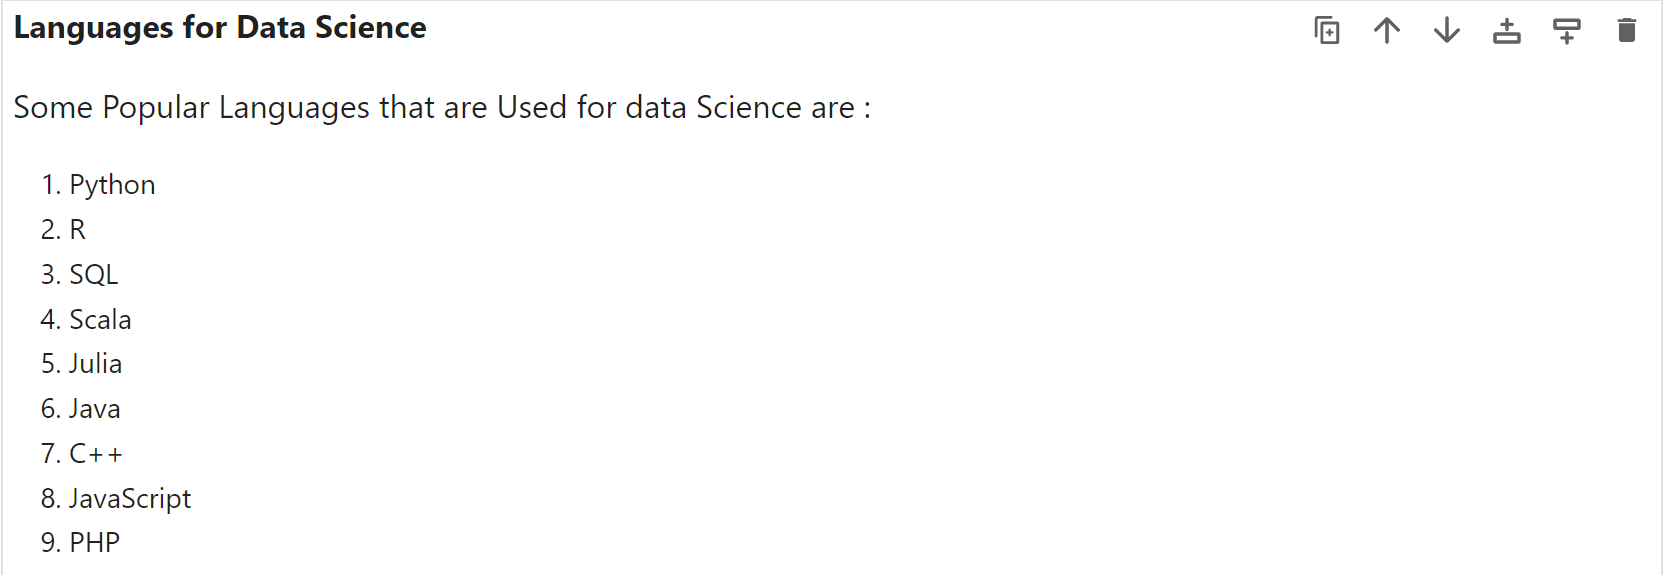 Languages for Data Science
Some Popular Languages that are Used for data Science are :
1. Python
2. R
3. SQL
4. Scala
5. Julia
6. Java
7. C++
8. JavaScript
9. PHP